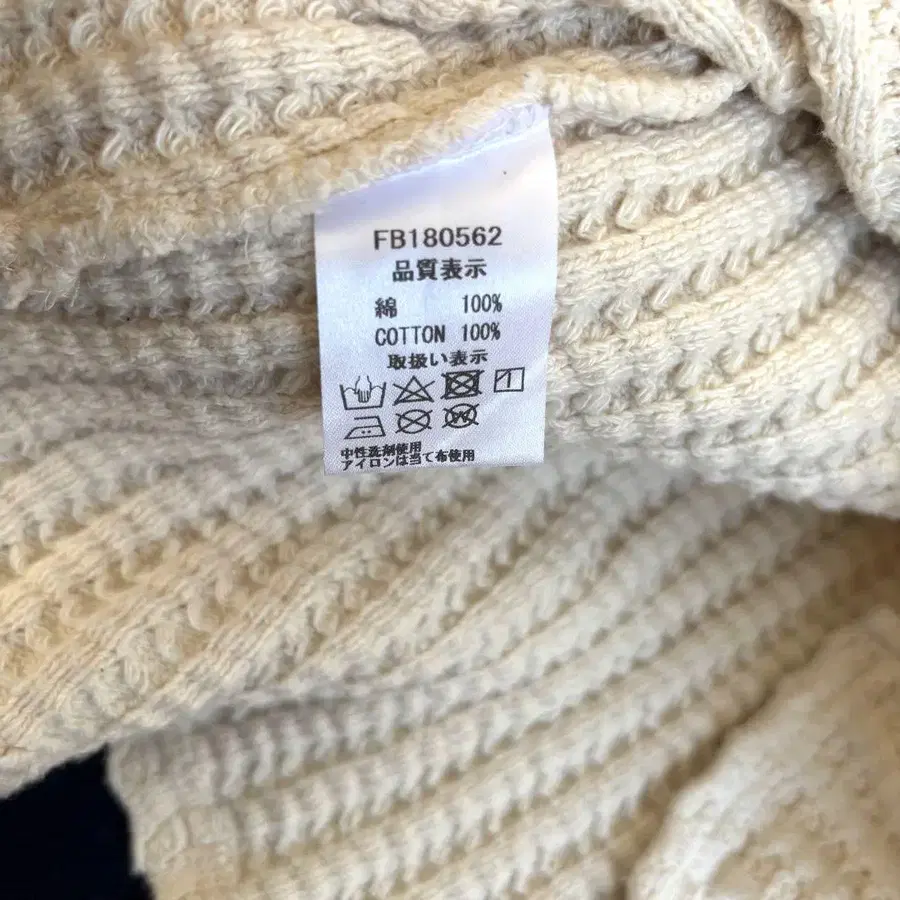 FB180562
品質表示
綿 100%
COTTON 100%
取扱い表示
中性洗剤使用
アイロンは当て布使用